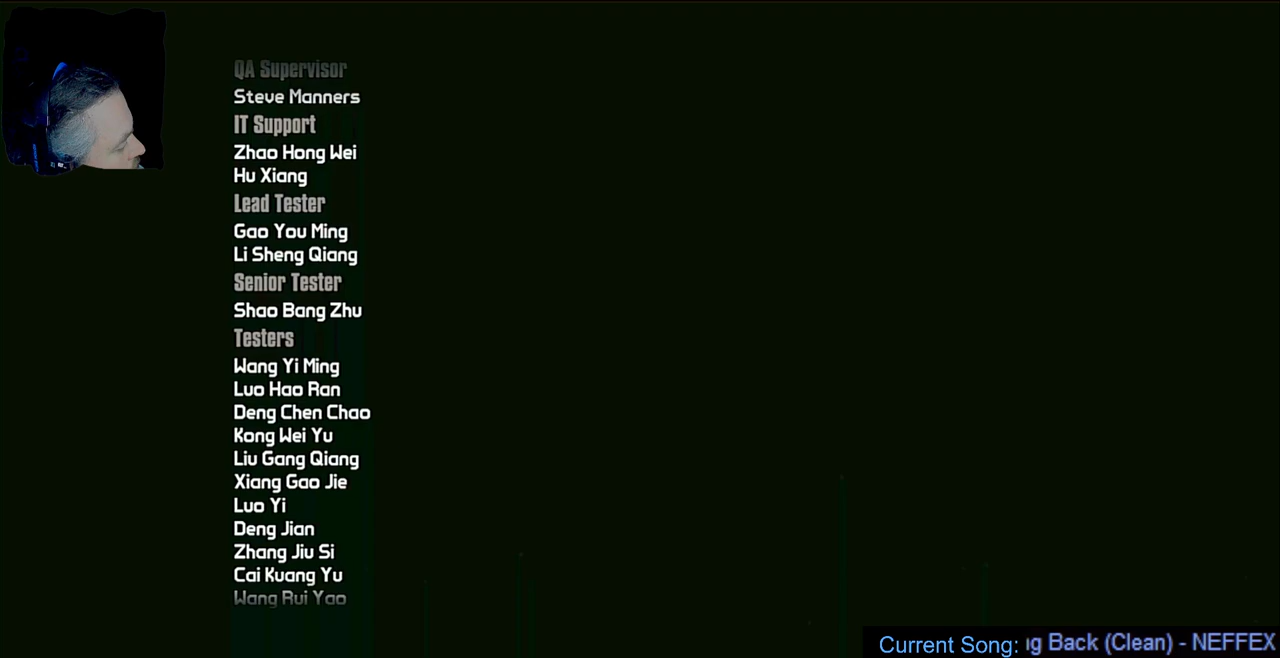 QA Supervisor
Steve Manners
IT Support
Zhao Hong Wei
Hu Xiang
Lead Tester
Gao You Ming
Li Sheng Qiang
Senior Tester
Shao Bang Zhu
Testers
Wang Yi Ming
Luo Hao Ran
Deng Chen Chao
Kong Wei Yu
Liu Gang Qiang
Xiang Gao Jie
Luo Yi
Deng Jian
Zhang Jiu Si
Cai Kuang Yu
Wang Rui Yao
Current Song: Back (Clean) - NEFFEX